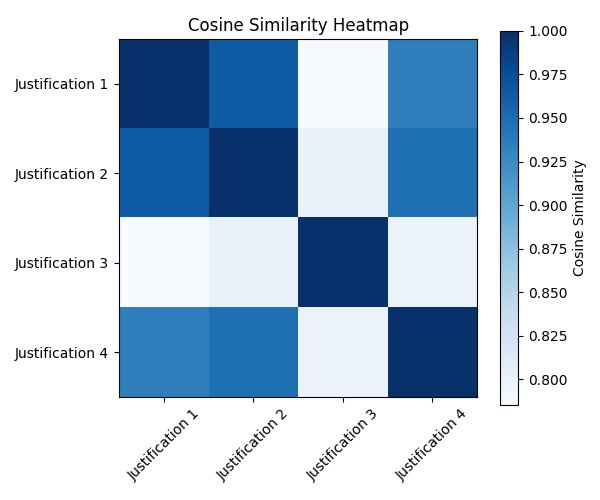 Cosine Similarity Heatmap
Justification 1
Justification 2
Justification 3
Justification 4
Justification 1
Justification 2
Justification 3
Justification 4
1.000
0.975
0.950
0.925
0.900
0.875
0.850
0.825
0.800
Cosine Similarity